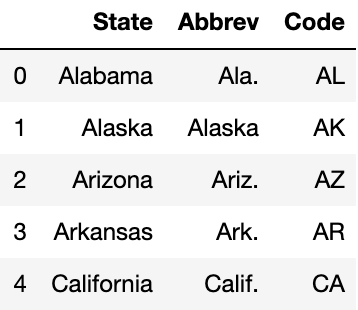 State Abbrev Code
0 Alabama Ala. AL
1 Alaska Alaska AK
2 Arizona Ariz. AZ
3 Arkansas Ark. AR
4 California Calif. CA